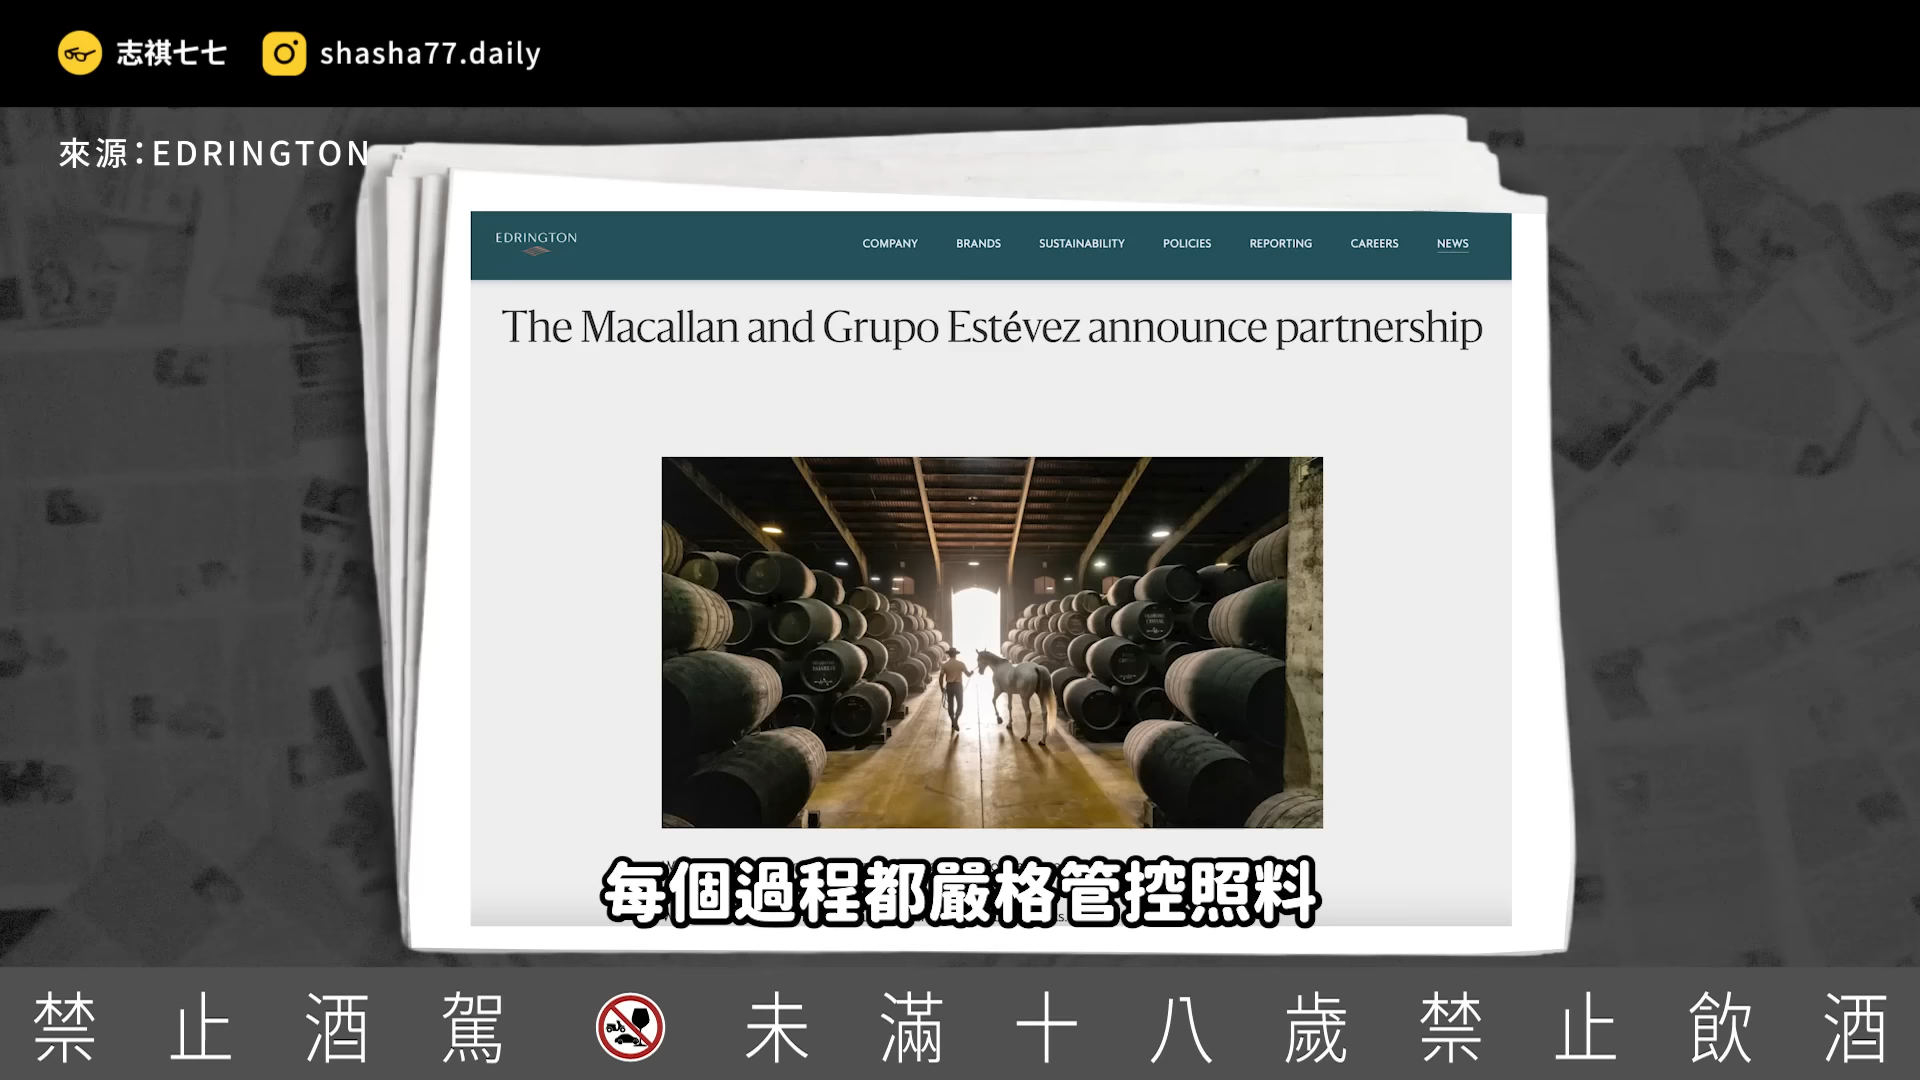 志祺七七 shasha77.daily
來源:EDRINGTON
EDRINGTON
COMPANY BRANDS SUSTAINABILITY POLICIES REPORTING CAREERS NEWS
The Macallan and Grupo Estévez announce partnership
每個過程都嚴格管控照料
禁止酒駕 未滿十八歲禁止飲酒